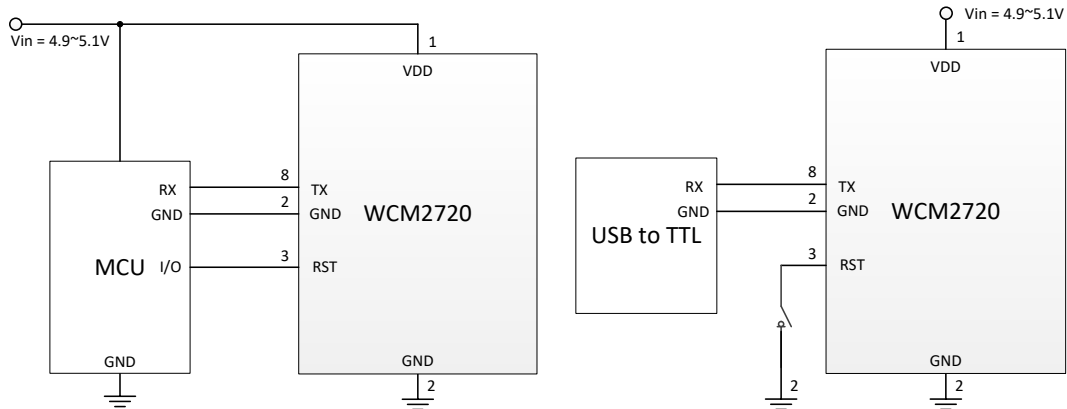 Vin = 4.9~5.1V
1
VDD
RX
8
TX
GND
2
GND
WCM2720
MCU
I/O
3
RST
GND
GND
2
Vin = 4.9~5.1V
1
VDD
RX
8
TX
GND
2
GND
WCM2720
USB to TTL
3
RST
2
GND
2